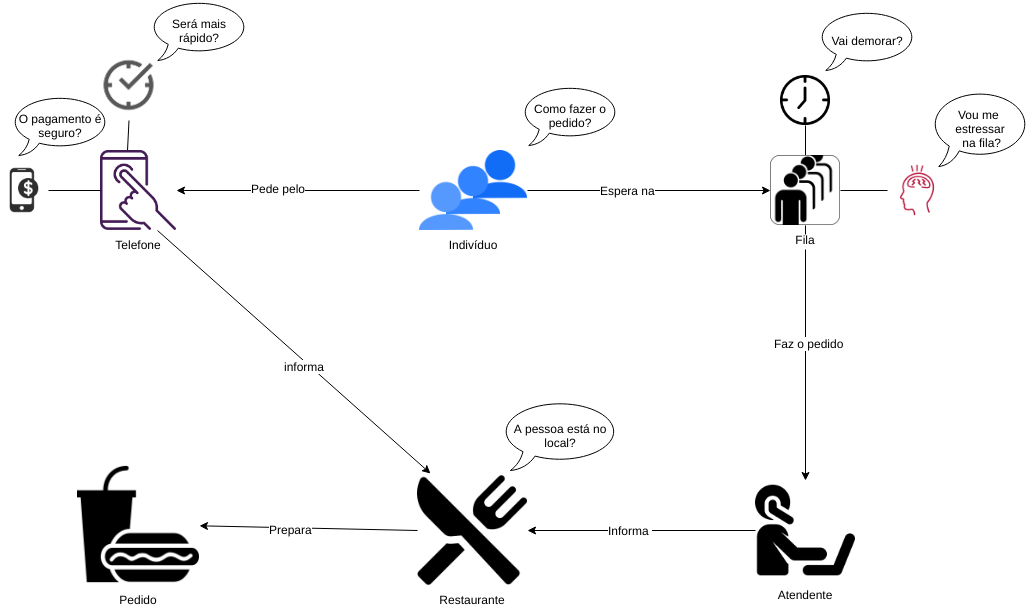 Será mais
rápido?
Vai demorar?
O pagamento é
seguro?
Como fazer o
pedido?
Vou me
estressar
na fila?
Pede pelo
Espera na
Telefone
Indivíduo
Fila
informa
Faz o pedido
A pessoa está no
local?
Prepara
Informa
Pedido
Restaurante
Atendente